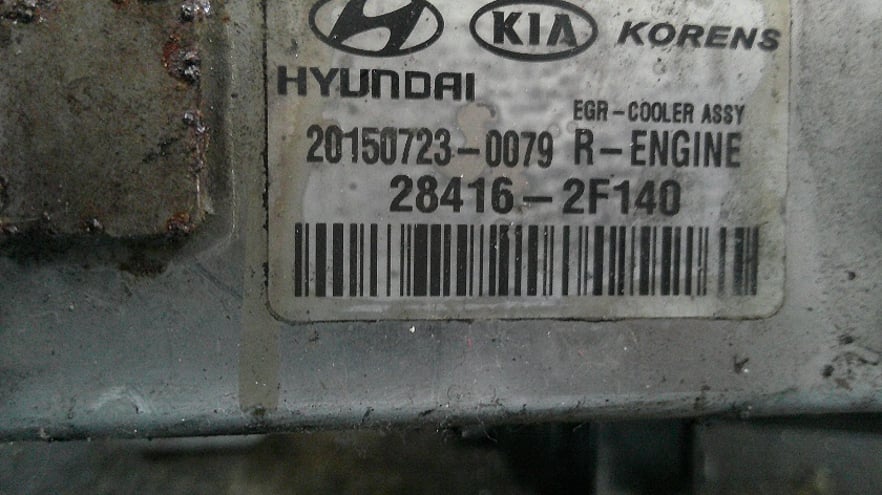 KIA KORENS
HYUNDAI
EGR-COOLER ASSY
20150723-0079 R-ENGINE
28416-2F140